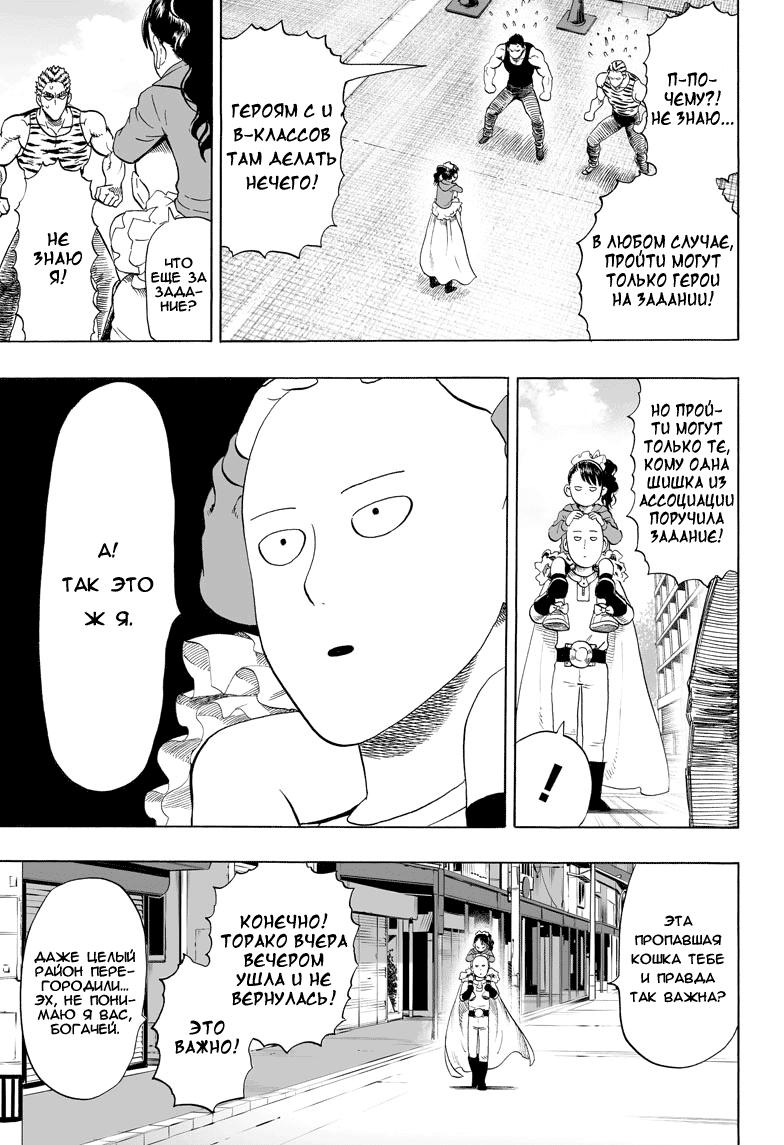 П-ПО-
ЧЕМУ?!
НЕ ЗНАЮ...
В ЛЮБОМ СЛУЧАЕ,
ПРОЙТИ МОГУТ
ТОЛЬКО ГЕРОИ
НА ЗАДАНИИ!
ГЕРОЯМ С И
В-КЛАССОВ
ТАМ ДЕЛАТЬ
НЕЧЕГО!
ЧТО
ЕЩЕ ЗА
ЗАДА-
НИЕ?
НЕ
ЗНАЮ
Я!
НО ПРОЙ-
ТИ МОГУТ
ТОЛЬКО ТЕ,
КОМУ ОДНА
ШИШКА ИЗ
АССОЦИАЦИИ
ПОРУЧИЛА
ЗАДАНИЕ!
!
А!
ТАК ЭТО
Ж Я.
ЭТА
ПРОПАВШАЯ
КОШКА ТЕБЕ
И ПРАВДА
ТАК ВАЖНА?
КОНЕЧНО!
ТОРАКО ВЧЕРА
ВЕЧЕРОМ
УШЛА И НЕ
ВЕРНУЛАСЬ!
ЭТО
ВАЖНО!
ДАЖЕ ЦЕЛЫЙ
РАЙОН ПЕРЕ-
ГОРОДИЛИ...
ЭХ, НЕ ПОНИ-
МАЮ Я ВАС,
БОГАЧЕЙ.